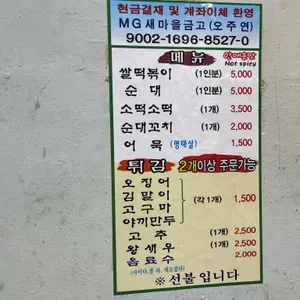 현금결재 및 계좌이체 환영
MG새마을금고(오주연)
9002-1696-8527-0
메뉴 안매운맛
Not spicy
쌀떡볶이 (1인분) 5,000
순대 (1인분) 5,000
소떡소떡 (1개) 3,500
순대꼬치 (1개) 2,000
어묵 (명태살) 1,500
튀김 2개이상 주문가능
오징어
김말이
고구마
야끼만두
(각1개) 1,500
고추 (1개) 2,500
왕새우 (1개) 2,500
음료수 2,000
※ 선불입니다